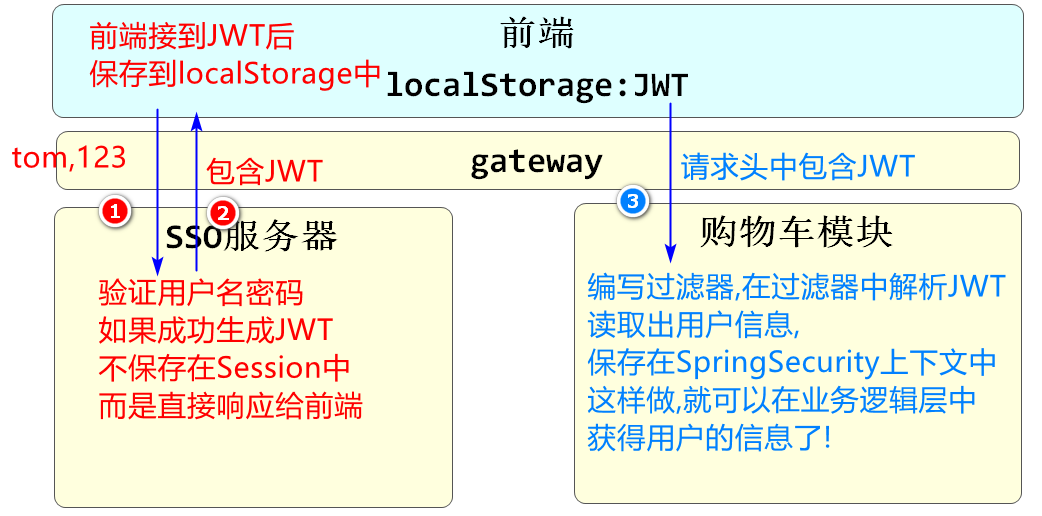 前端接到JWT后
保存到localStorage中
前端
localStorage:JWT
tom,123
包含JWT
gateway
请求头中包含JWT
1
2
3
SSO服务器
验证用户名密码
如果成功生成JWT
不保存在Session中
而是直接响应给前端
购物车模块
编写过滤器,在过滤器中解析JWT
读取出用户信息,
保存在SpringSecurity上下文中
这样做,就可以在业务逻辑层中
获得用户的信息了!